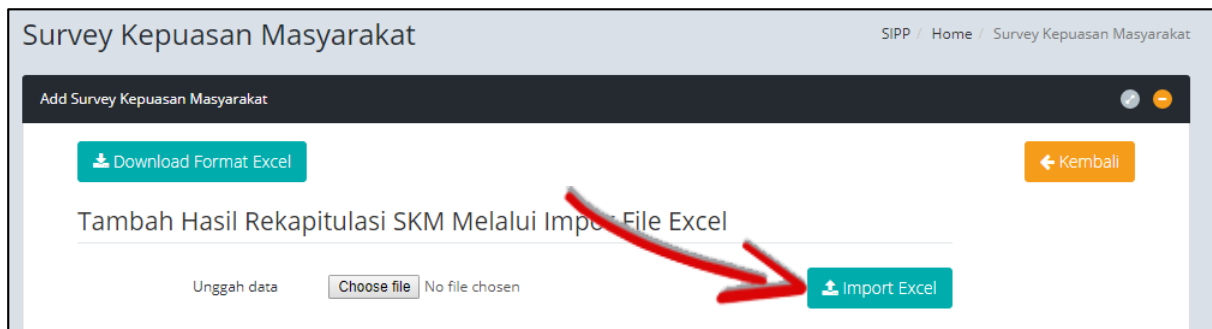 Survey Kepuasan Masyarakat
SIPP / Home / Survey Kepuasan Masyarakat
Add Survey Kepuasan Masyarakat
Download Format Excel
Kembali
Tambah Hasil Rekapitulasi SKM Melalui Impor File Excel
Unggah data Choose file No file chosen Import Excel